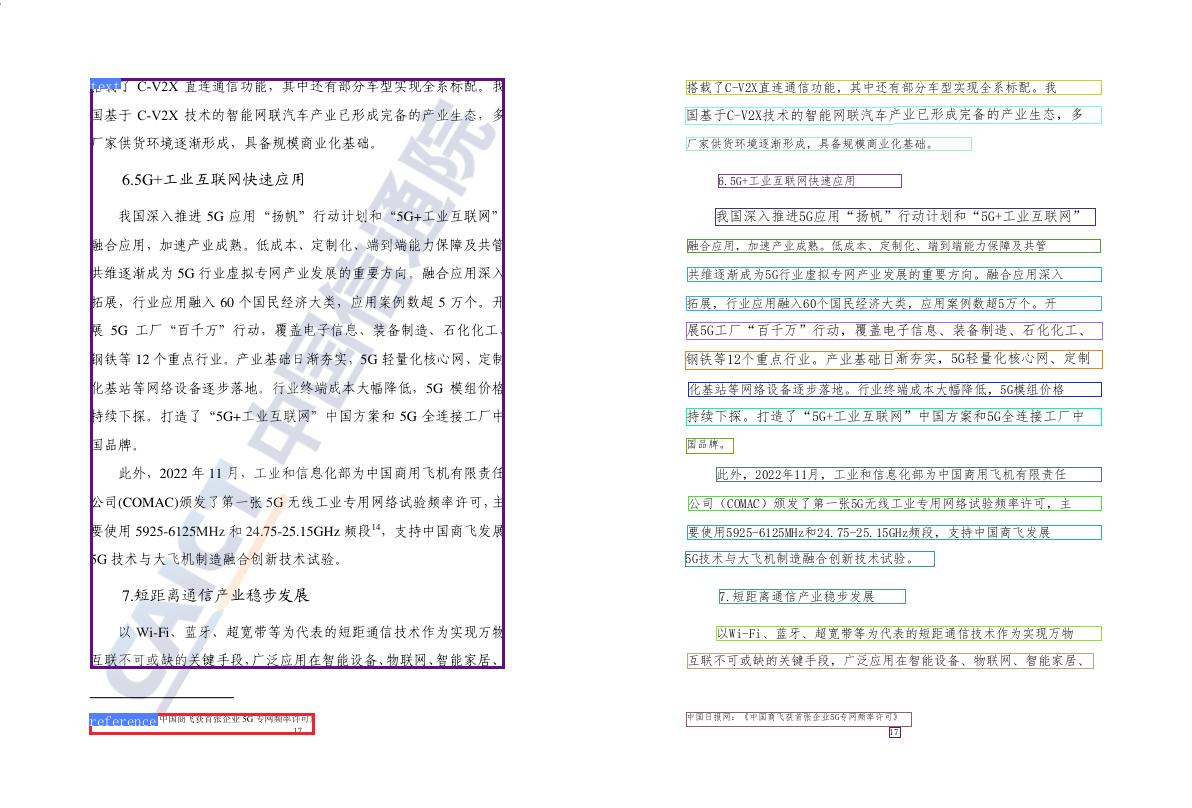 text了 C-V2X 直连通信功能，其中还有部分车型实现全系标配。我
国基于 C-V2X 技术的智能网联汽车产业已形成完备的产业生态，多
厂家供货环境逐渐形成，具备规模商业化基础。
6.5G+工业互联网快速应用
我国深入推进 5G 应用“扬帆”行动计划和“5G+工业互联网”
融合应用，加速产业成熟。低成本、定制化、端到端能力保障及共管
共维逐渐成为 5G 行业虚拟专网产业发展的重要方向。融合应用深入
拓展，行业应用融入 60 个国民经济大类，应用案例数超 5 万个。开
展 5G 工厂“百千万”行动，覆盖电子信息、装备制造、石化化工、
钢铁等 12 个重点行业。产业基础日渐夯实，5G 轻量化核心网、定制
化基站等网络设备逐步落地。行业终端成本大幅降低，5G 模组价格
持续下探。打造了“5G+工业互联网”中国方案和 5G 全连接工厂中
国品牌。
此外，2022 年 11 月，工业和信息化部为中国商用飞机有限责任
公司(COMAC)颁发了第一张 5G 无线工业专用网络试验频率许可，主
要使用 5925-6125MHz 和 24.75-25.15GHz 频段14，支持中国商飞发展
5G 技术与大飞机制造融合创新技术试验。
7.短距离通信产业稳步发展
以 Wi-Fi、蓝牙、超宽带等为代表的短距通信技术作为实现万物
互联不可或缺的关键手段，广泛应用在智能设备、物联网、智能家居、
reference 中国商飞获首张企业 5G 专网频率许可
17
CAICT 中国信通院
搭载了C-V2X直连通信功能，其中还有部分车型实现全系标配。我
国基于C-V2X技术的智能网联汽车产业已形成完备的产业生态，多
厂家供货环境逐渐形成，具备规模商业化基础。
6.5G+工业互联网快速应用
我国深入推进5G应用“扬帆”行动计划和“5G+工业互联网”
融合应用，加速产业成熟。低成本、定制化、端到端能力保障及共管
共维逐渐成为5G行业虚拟专网产业发展的重要方向。融合应用深入
拓展，行业应用融入60个国民经济大类，应用案例数超5万个。开
展5G工厂“百千万”行动，覆盖电子信息、装备制造、石化化工、
钢铁等12个重点行业。产业基础日渐夯实，5G轻量化核心网、定制
化基站等网络设备逐步落地。行业终端成本大幅降低，5G模组价格
持续下探。打造了“5G+工业互联网”中国方案和5G全连接工厂中
国品牌。
此外，2022年11月，工业和信息化部为中国商用飞机有限责任
公司（COMAC）颁发了第一张5G无线工业专用网络试验频率许可，主
要使用5925-6125MHz和24.75-25.15GHz频段，支持中国商飞发展
5G技术与大飞机制造融合创新技术试验。
7.短距离通信产业稳步发展
以Wi-Fi、蓝牙、超宽带等为代表的短距通信技术作为实现万物
互联不可或缺的关键手段，广泛应用在智能设备、物联网、智能家居、
中国日报网：《中国商飞获首张企业5G专网频率许可》
17